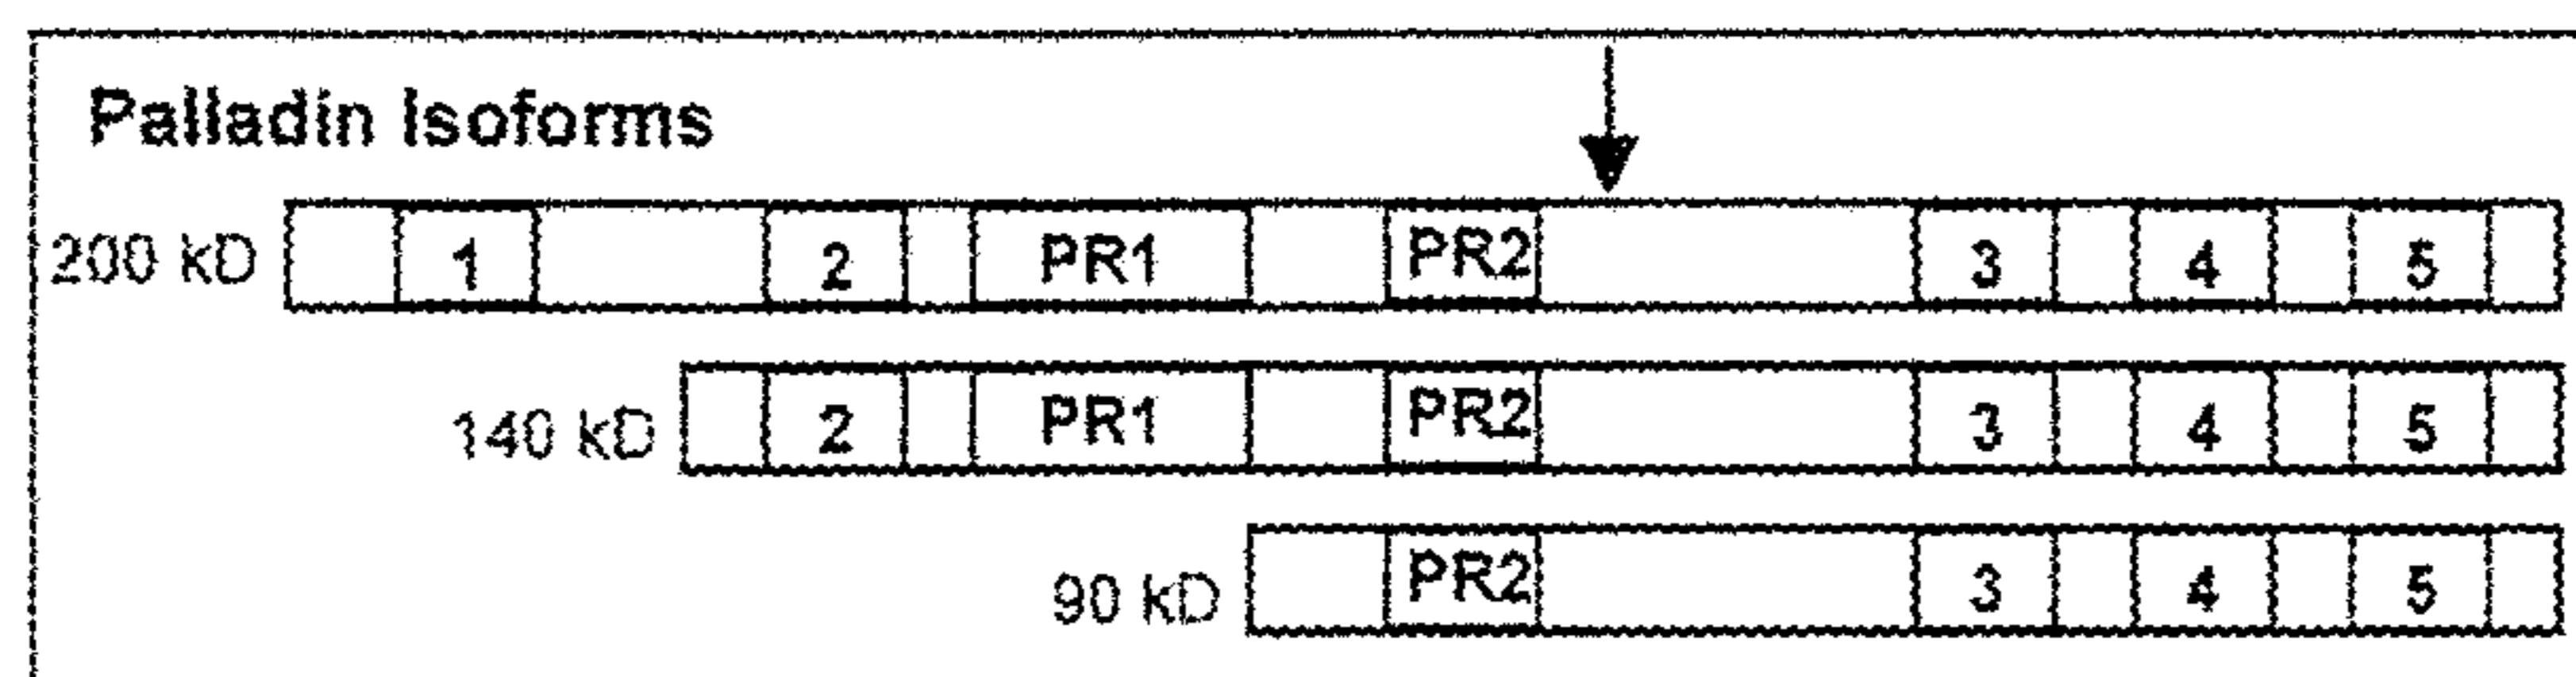 Palladin Isoforms
200 kD 1 2 PR1 PR2 3 4 5
140 kD 2 PR1 PR2 3 4 5
90 kD PR2 3 4 5